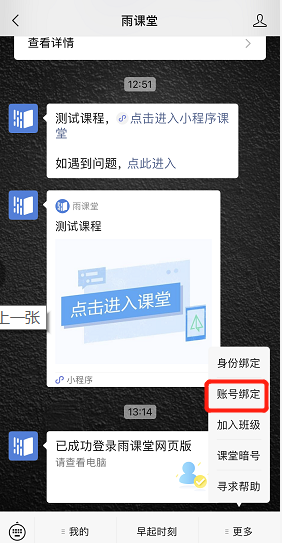 雨课堂
查看详情
12:51
测试课程，点击进入小程序课
堂
如遇到问题，点此进入
雨课堂
测试课程
点击进入课堂
上一张
小程序
身份绑定
账号绑定
加入班级
课堂暗号
寻求帮助
13:14
已成功登录雨课堂网页版
请查看电脑
我的
早起时刻
更多